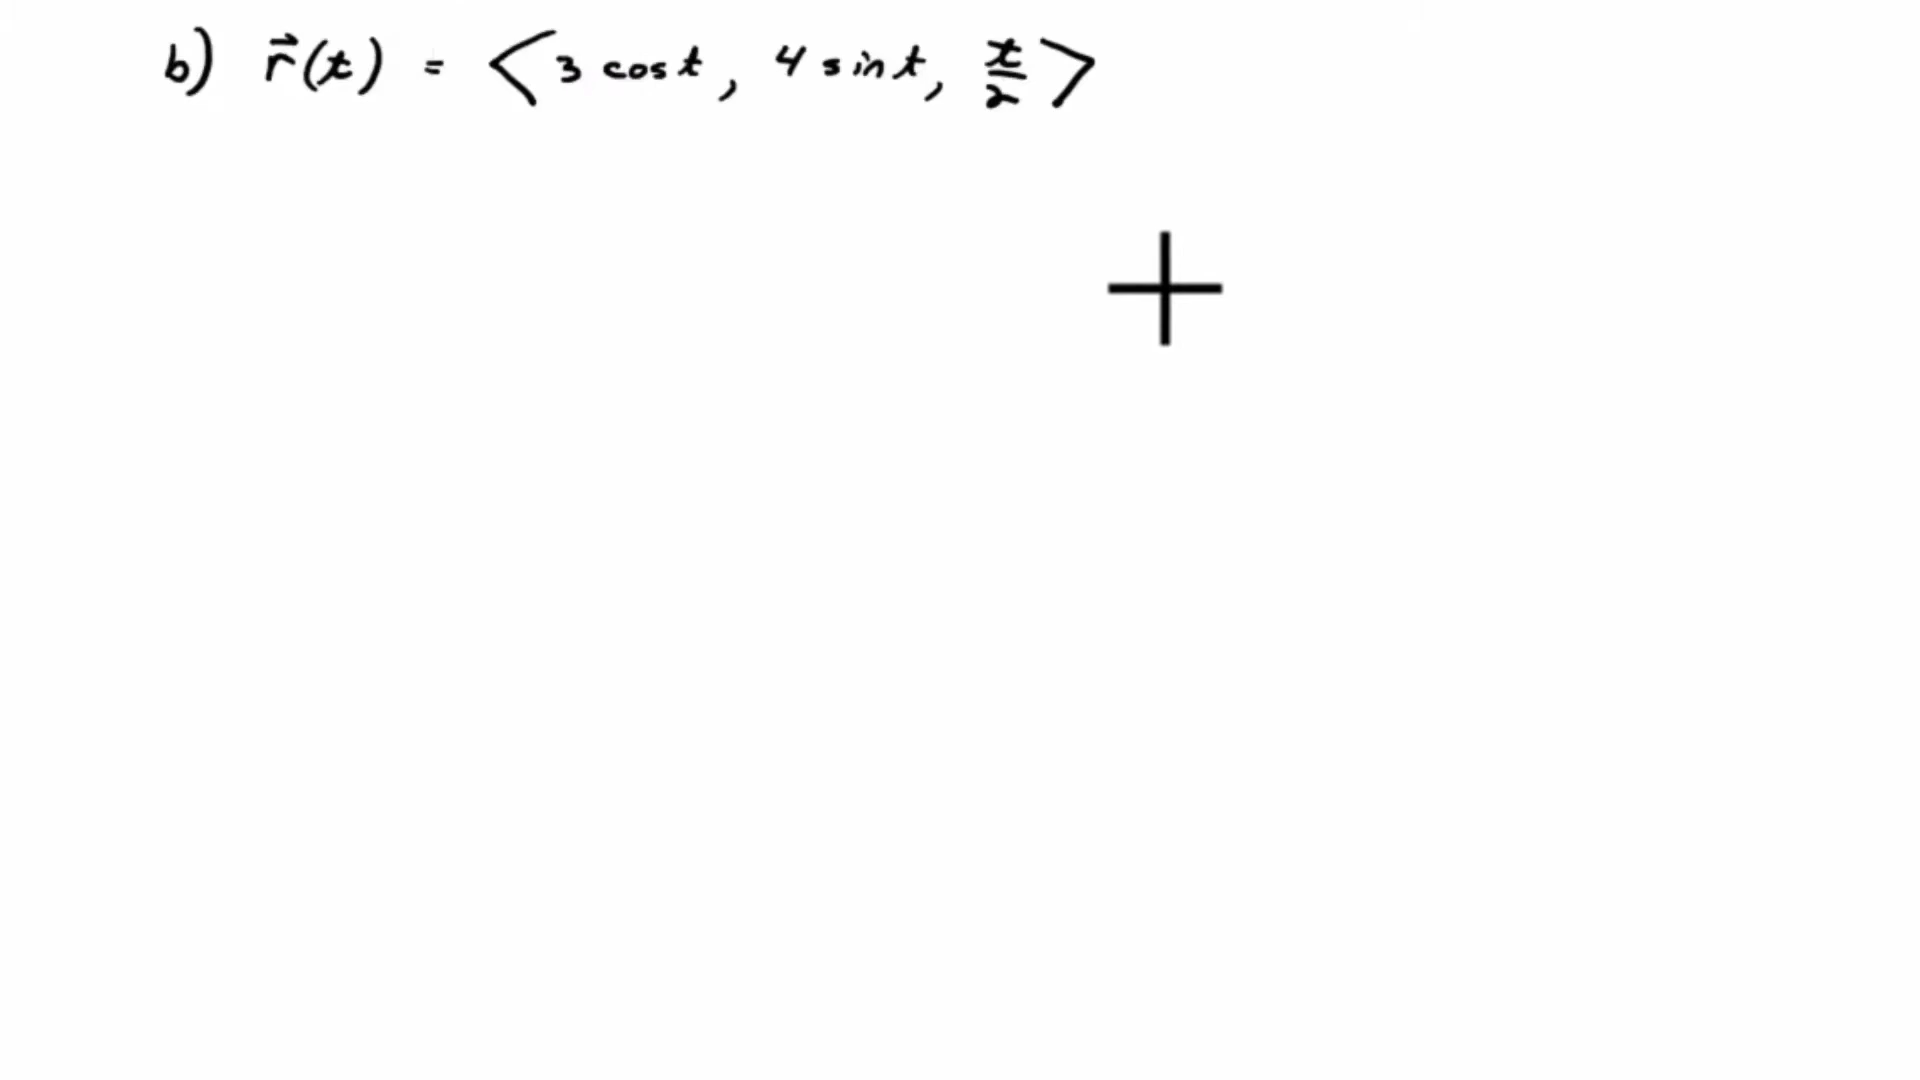 b) r⃗(t) = <3 cos t, 4 sin t, t/2>